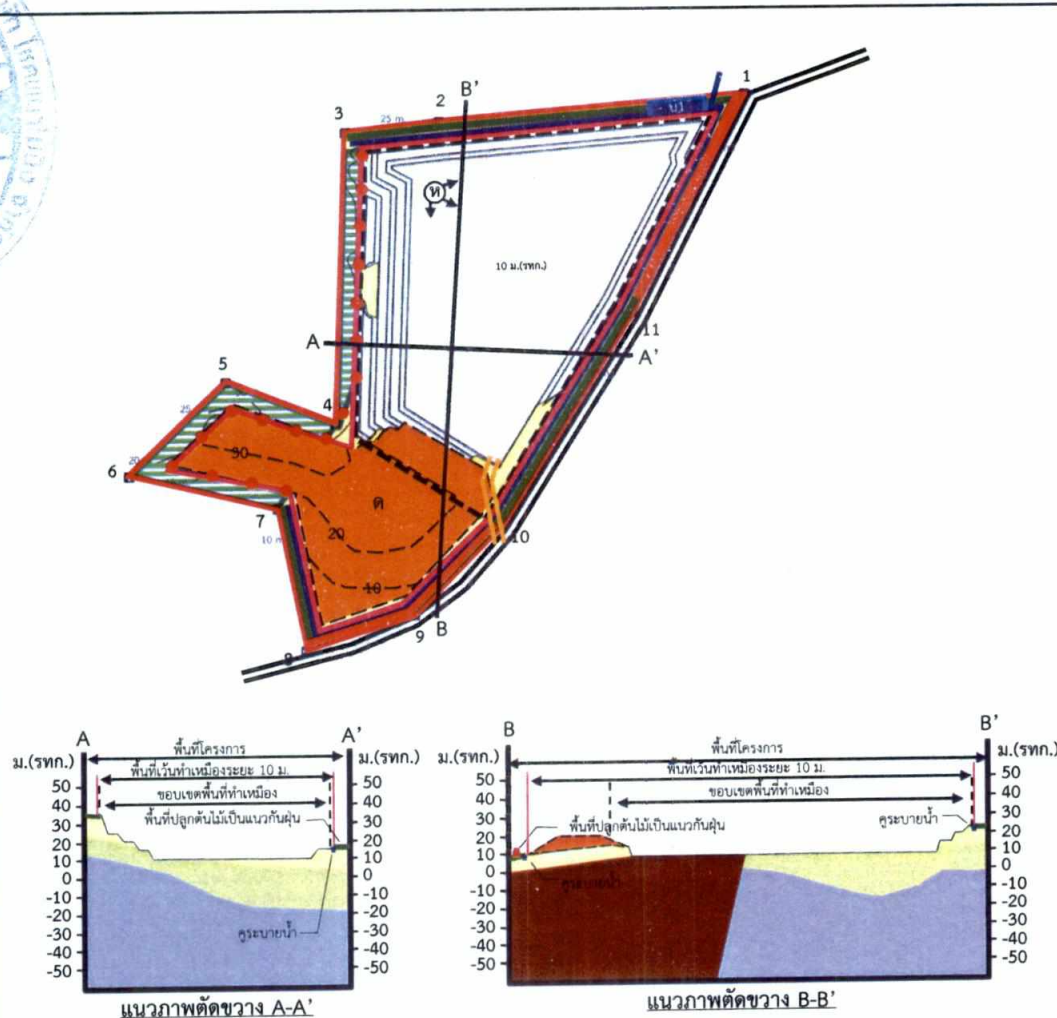 1
B'
2
3
25 m.
บ1
ห
10 ม.(รทก.)
11
A
A'
5
4
25
30
6
20
ด
7
20
10 m
10
10
9
B
8
A
A'
B
B'
ม.(รทก.)
พื้นที่โครงการ
ม.(รทก.)
ม.(รทก.)
พื้นที่โครงการ
ม.(รทก.)
พื้นที่เว้นทำเหมืองระยะ 10 ม.
พื้นที่เว้นทำเหมืองระยะ 10 ม.
ขอบเขตพื้นที่ทำเหมือง
ขอบเขตพื้นที่ทำเหมือง
พื้นที่ปลูกต้นไม้เป็นแนวกันฝุ่น
พื้นที่ปลูกต้นไม้เป็นแนวกันฝุ่น
คูระบายน้ำ
คูระบายน้ำ
คูระบายน้ำ
50 50 50 50
40 40 40 40
30 30 30 30
20 20 20 20
10 10 10 10
0 0 0 0
-10 -10 -10 -10
-20 -20 -20 -20
-30 -30 -30 -30
-40 -40 -40 -40
-50 -50 -50 -50
แนวภาพตัดขวาง A-A'
แนวภาพตัดขวาง B-B'